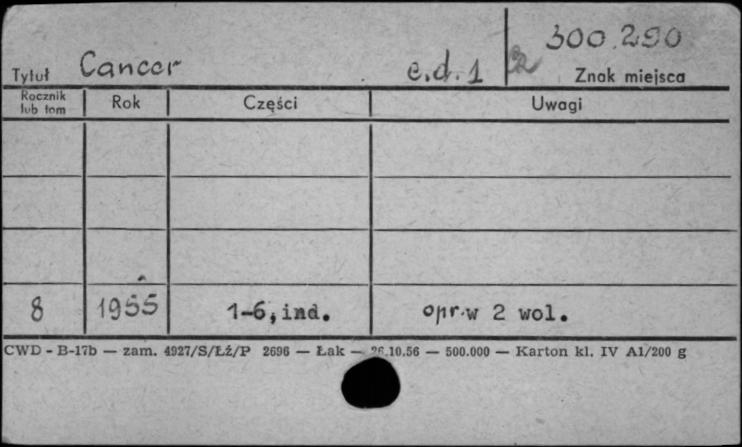 300.290
Tytuł Cancer c.d.1
Znak miejsca
Rocznik lub tom Rok Części Uwagi
8 1955 1-6, ind. opr.w 2 wol.
CWD - B-17b — zam. 4927/S/ŁŻ/P 2696 — Łak — 26.10.56 — 500.000 — Karton kl. IV A1/200 g